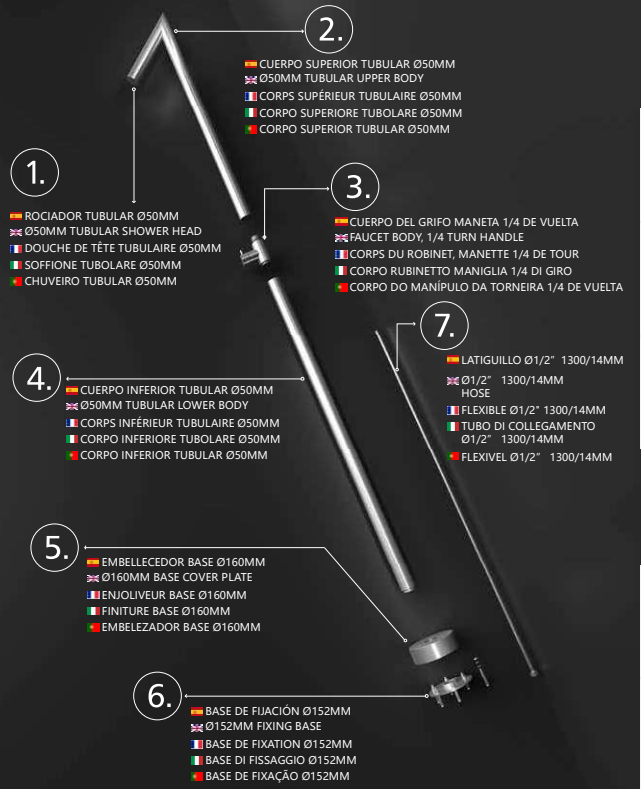 1.
ROCIADOR TUBULAR Ø50MM
Ø50MM TUBULAR SHOWER HEAD
DOUCHE DE TÊTE TUBULAIRE Ø50MM
SOFFIONE TUBOLARE Ø50MM
CHUVEIRO TUBULAR Ø50MM
2.
CUERPO SUPERIOR TUBULAR Ø50MM
Ø50MM TUBULAR UPPER BODY
CORPS SUPÉRIEUR TUBULAIRE Ø50MM
CORPO SUPERIORE TUBOLARE Ø50MM
CORPO SUPERIOR TUBULAR Ø50MM
3.
CUERPO DEL GRIFO MANETA 1/4 DE VUELTA
FAUCET BODY, 1/4 TURN HANDLE
CORPS DU ROBINET, MANETTE 1/4 DE TOUR
CORPO RUBINETTO MANIGLIA 1/4 DI GIRO
CORPO DO MANÍPULO DA TORNEIRA 1/4 DE VUELTA
4.
CUERPO INFERIOR TUBULAR Ø50MM
Ø50MM TUBULAR LOWER BODY
CORPS INFÉRIEUR TUBULAIRE Ø50MM
CORPO INFERIORE TUBOLARE Ø50MM
CORPO INFERIOR TUBULAR Ø50MM
5.
EMBELLECEDOR BASE Ø160MM
Ø160MM BASE COVER PLATE
ENJOLIVEUR BASE Ø160MM
FINITURE BASE Ø160MM
EMBELEZADOR BASE Ø160MM
6.
BASE DE FIJACIÓN Ø152MM
Ø152MM FIXING BASE
BASE DE FIXATION Ø152MM
BASE DI FISSAGGIO Ø152MM
BASE DE FIXAÇÃO Ø152MM
7.
LATIGUILLO Ø1/2" 1300/14MM
Ø1/2" 1300/14MM
HOSE
FLEXIBLE Ø1/2" 1300/14MM
TUBO DI COLLEGAMENTO
Ø1/2" 1300/14MM
FLEXIVEL Ø1/2" 1300/14MM